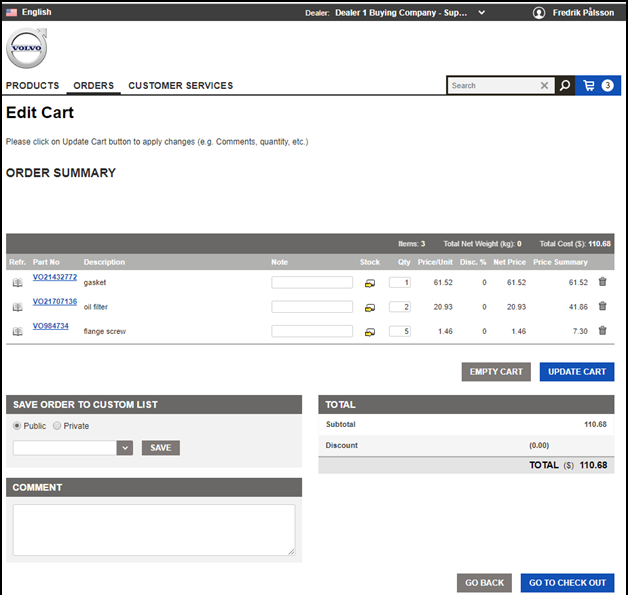 English Dealer: Dealer 1 Buying Company - Sup... Fredrik Pålsson
VOLVO
PRODUCTS ORDERS CUSTOMER SERVICES Search 3
Edit Cart
Please click on Update Cart button to apply changes (e.g. Comments, quantity, etc.)
ORDER SUMMARY
Items: 3 Total Net Weight (kg): 0 Total Cost ($): 110.68
Refr. Part No Description Note Stock Qty Price/Unit Disc. % Net Price Price Summary
VO21432772 gasket 1 61.52 0 61.52 61.52
VO21707136 oil filter 2 20.93 0 20.93 41.86
VO984734 flange screw 5 1.46 0 1.46 7.30
EMPTY CART UPDATE CART
SAVE ORDER TO CUSTOM LIST
Public Private
SAVE
COMMENT
TOTAL
Subtotal 110.68
Discount (0.00)
TOTAL ($) 110.68
GO BACK GO TO CHECK OUT